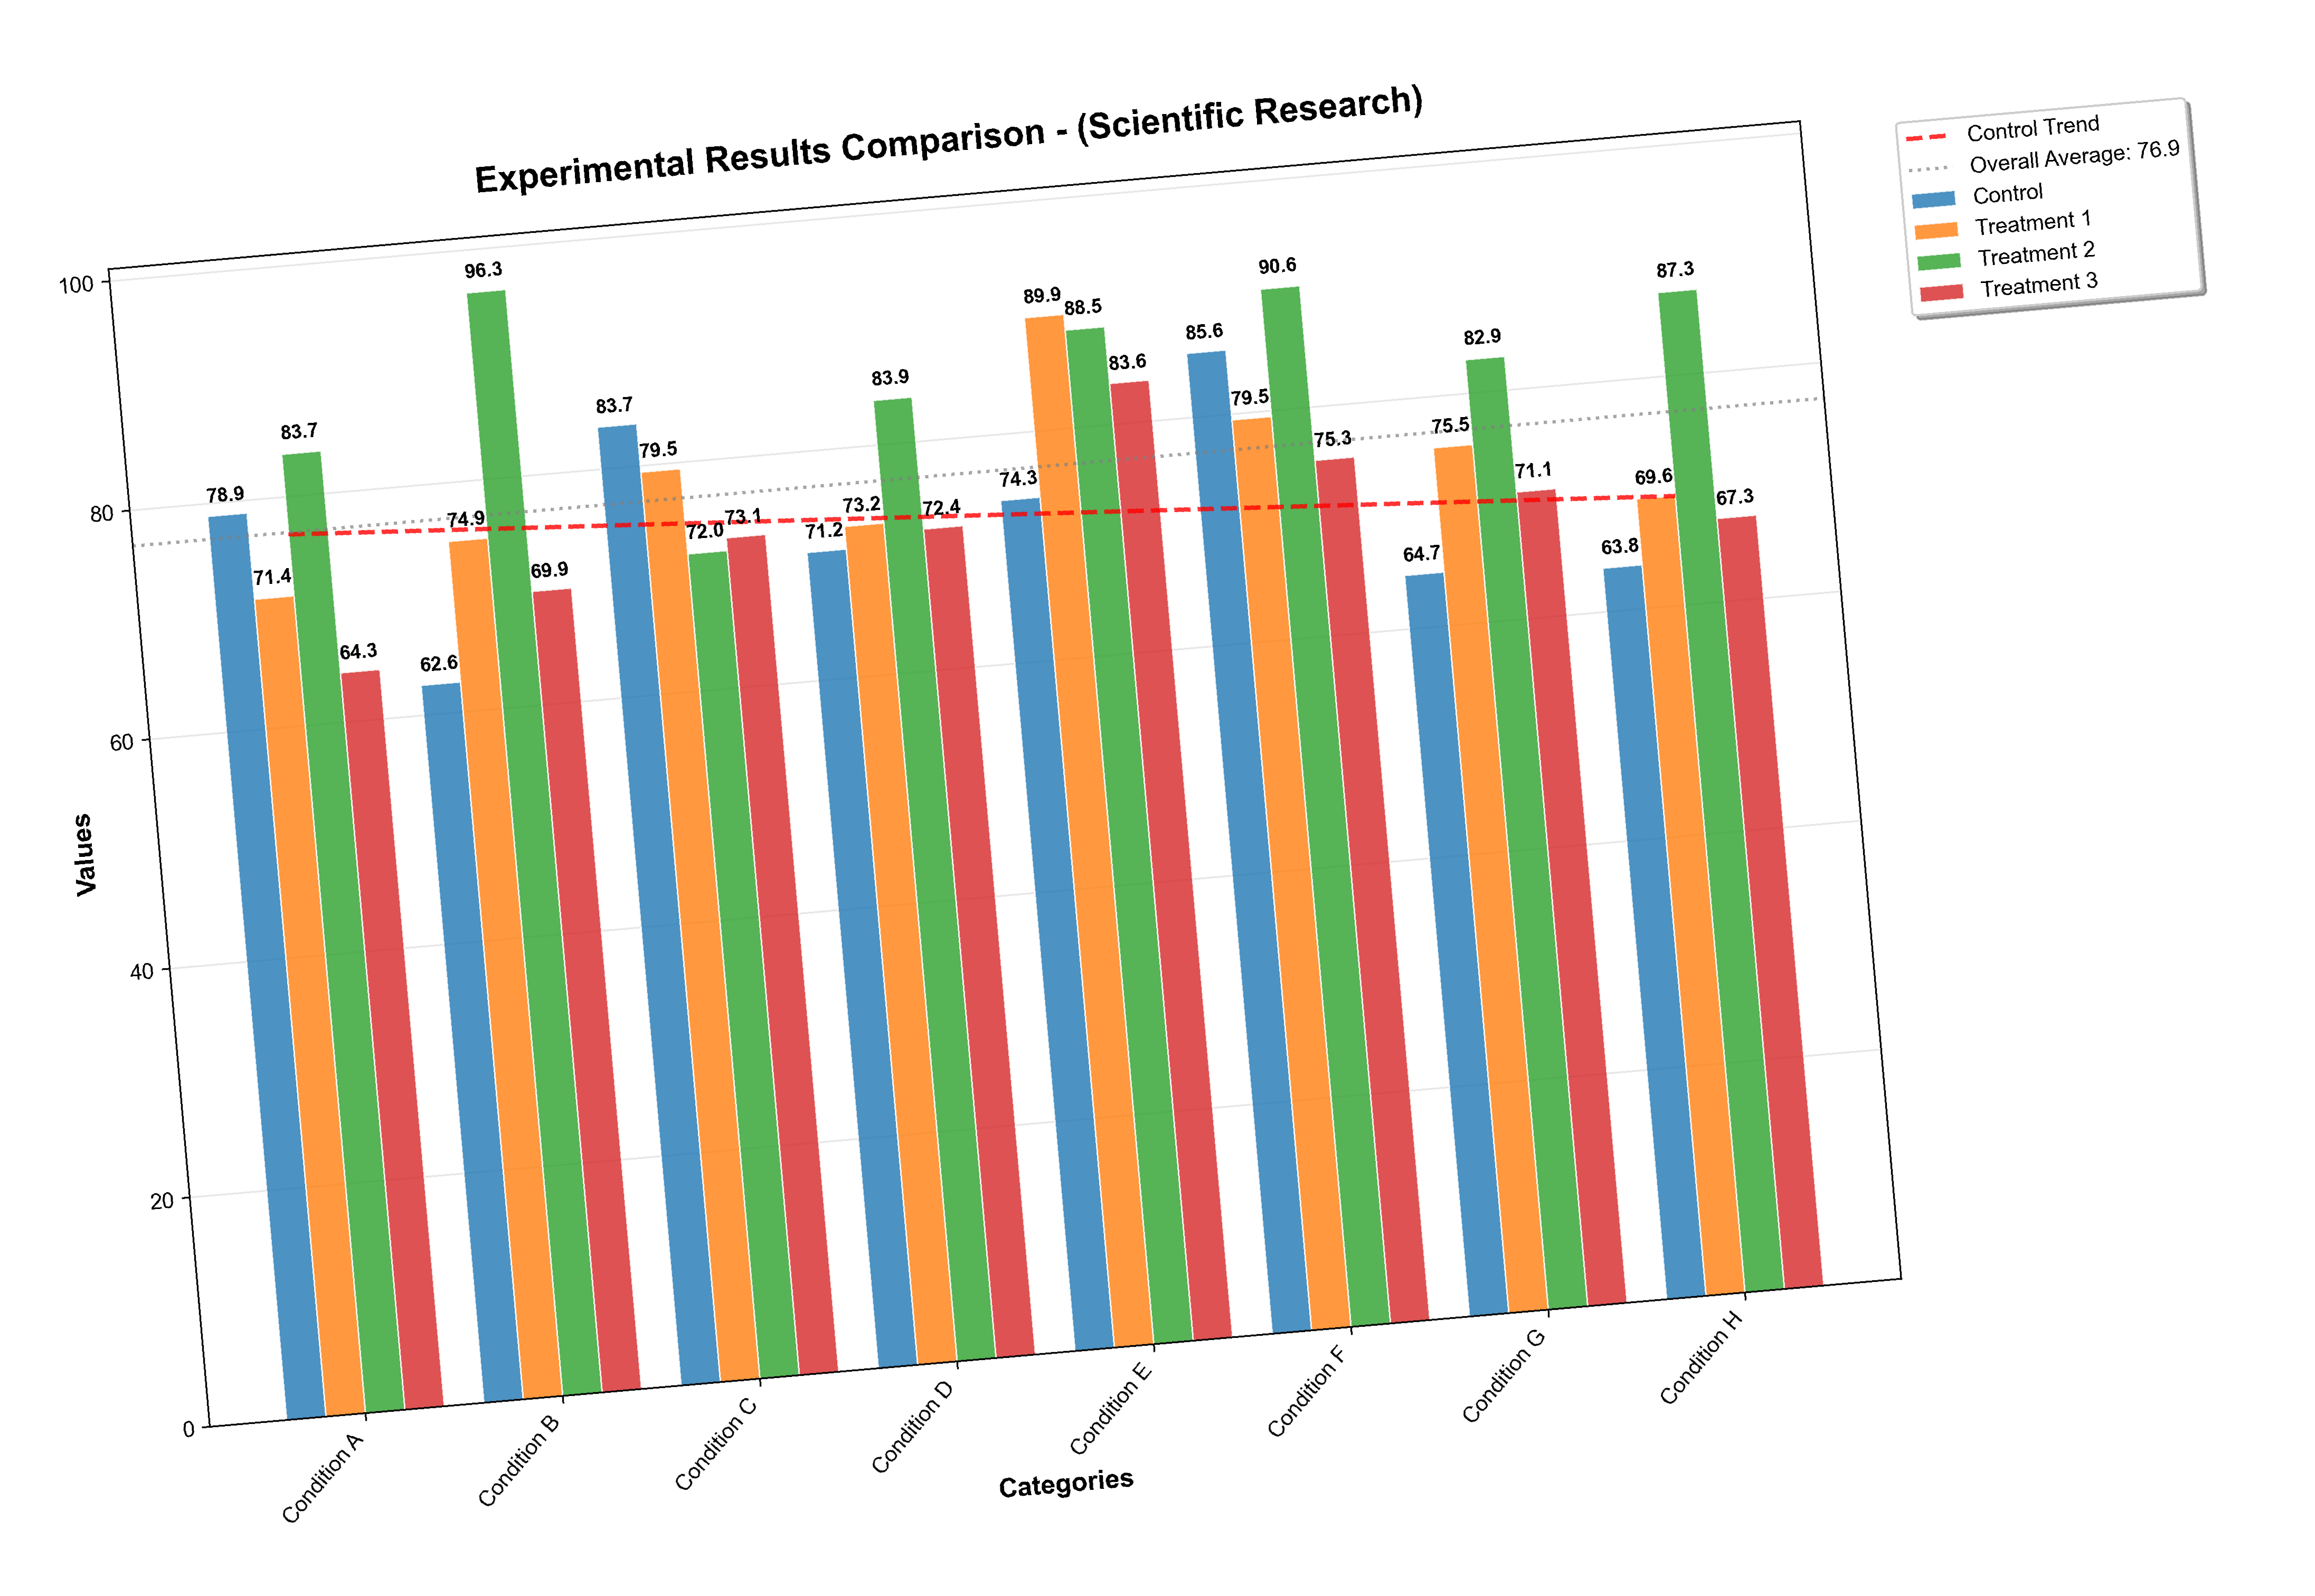 Experimental Results Comparison - (Scientific Research)
Control Trend
Overall Average: 76.9
Control
Treatment 1
Treatment 2
Treatment 3
Values
100
80
60
40
20
0
78.9
71.4
83.7
64.3
62.6
74.9
96.3
69.9
83.7
79.5
72.0
73.1
71.2
73.2
83.9
72.4
74.3
89.9
88.5
83.6
85.6
79.5
90.6
75.3
64.7
75.5
82.9
71.1
63.8
69.6
87.3
67.3
Condition A
Condition B
Condition C
Condition D
Condition E
Condition F
Condition G
Condition H
Categories